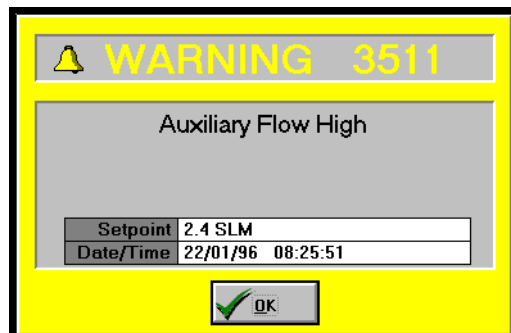 WARNING 3511
Auxiliary Flow High
Setpoint 2.4 SLM
Date/Time 22/01/96 08:25:51
OK